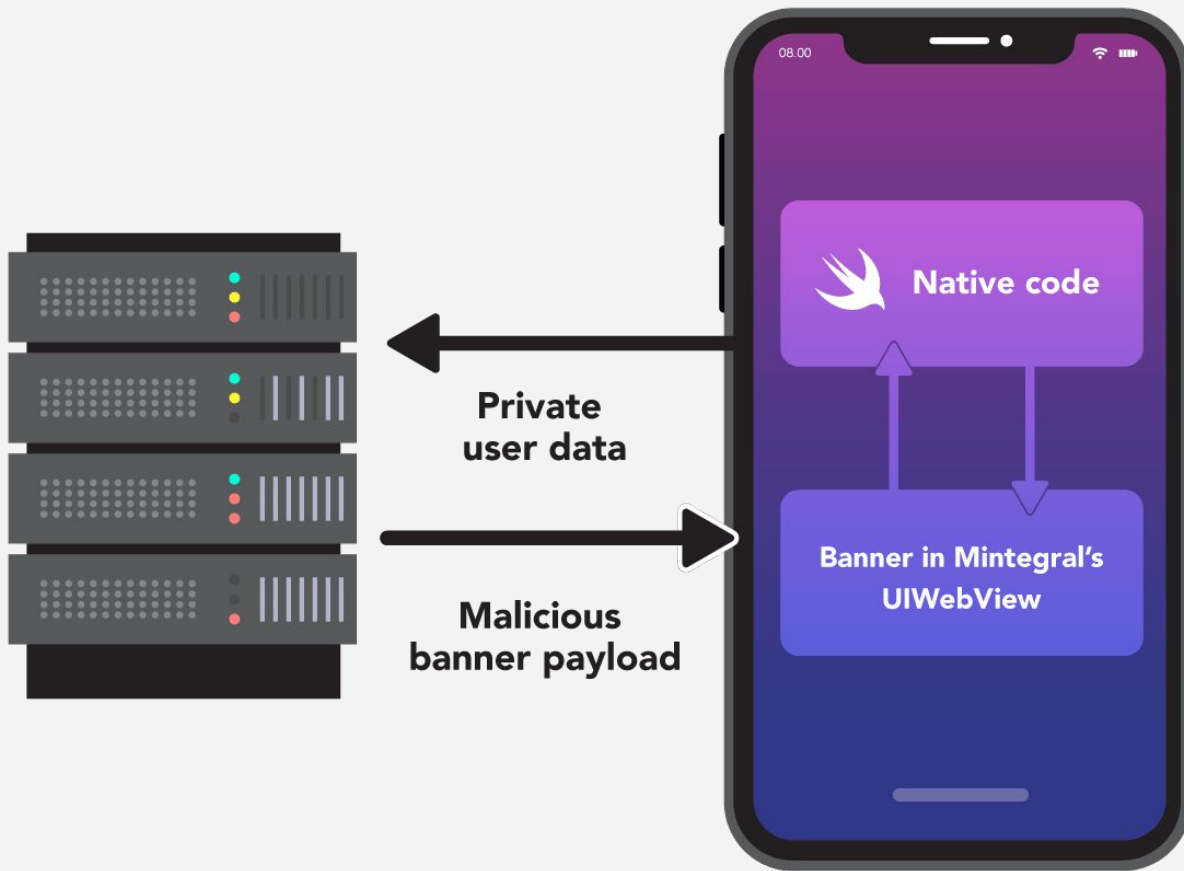 08.00
Native code
Private
user data
Banner in Mintegral's
UIWebView
Malicious
banner payload